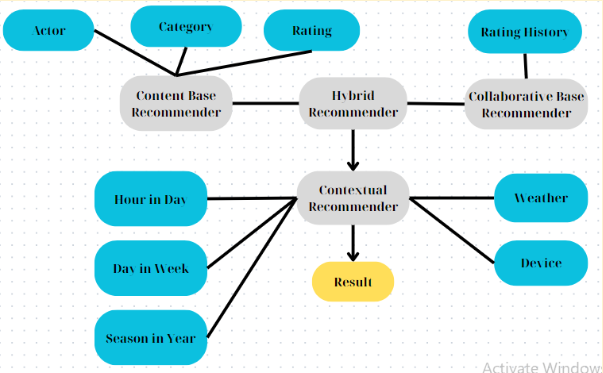 Actor
Category
Rating
Rating History
Content Base
Recommender
Hybrid
Recommender
Collaborative Base
Recommender
Hour in Day
Contextual
Recommender
Weather
Day in Week
Device
Result
Season in Year
Activate Window